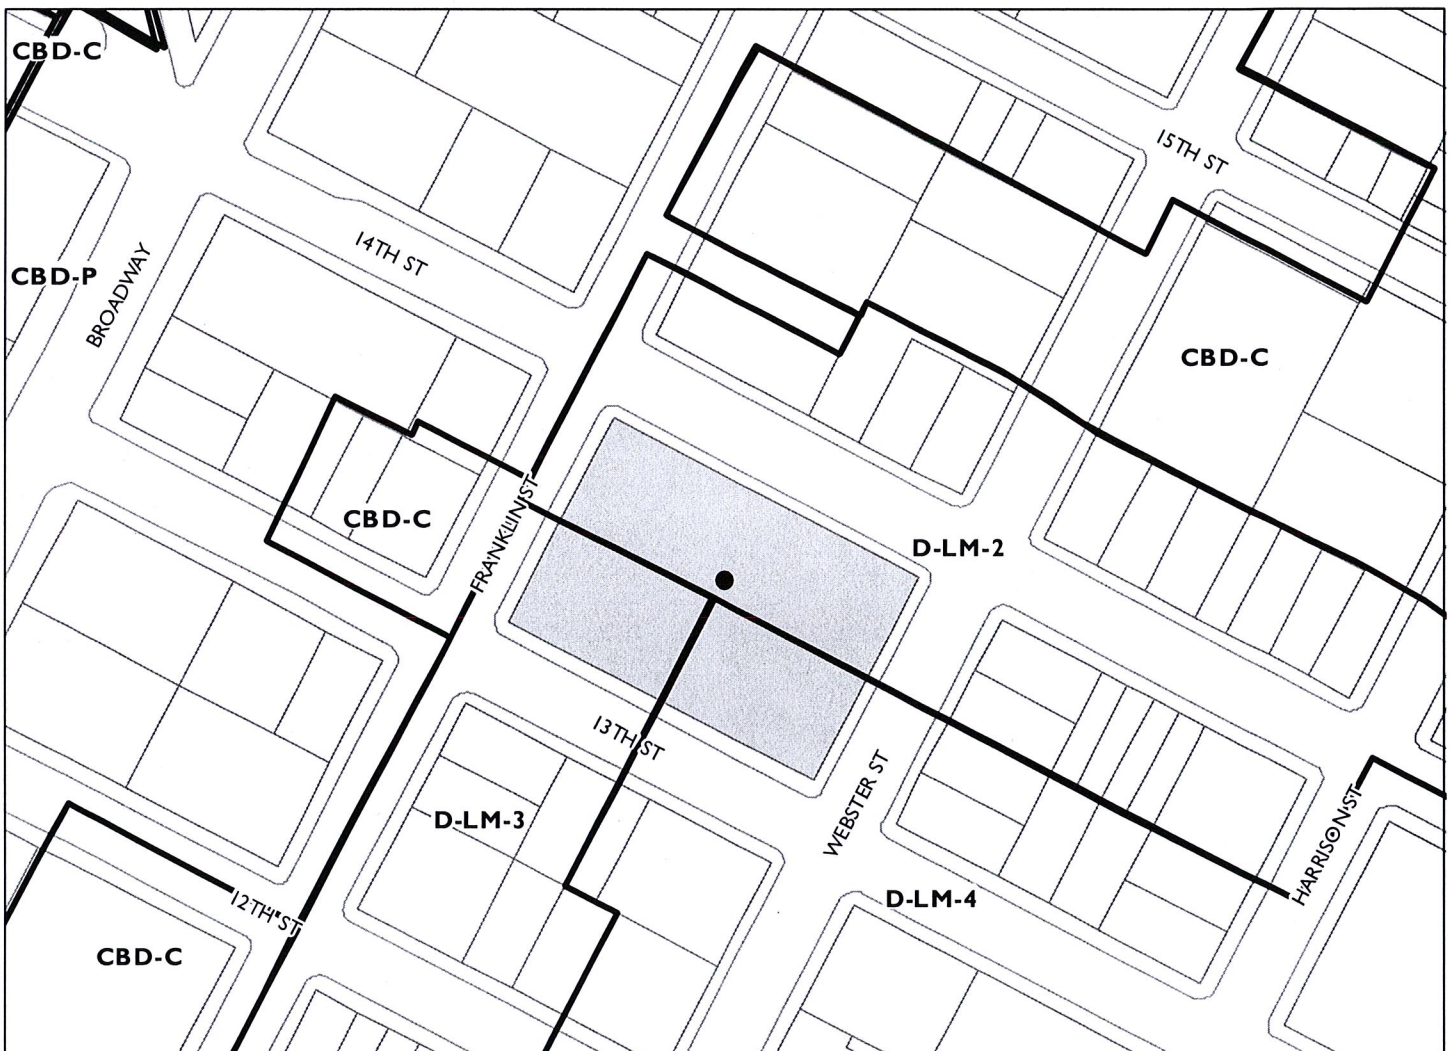 CBD-C
15TH ST
14TH ST
CBD-P
BROADWAY
CBD-C
CBD-C
FRANKLIN ST
D-LM-2
13TH ST
WEBSTER ST
D-LM-3
HARRISON ST
D-LM-4
12TH ST
CBD-C